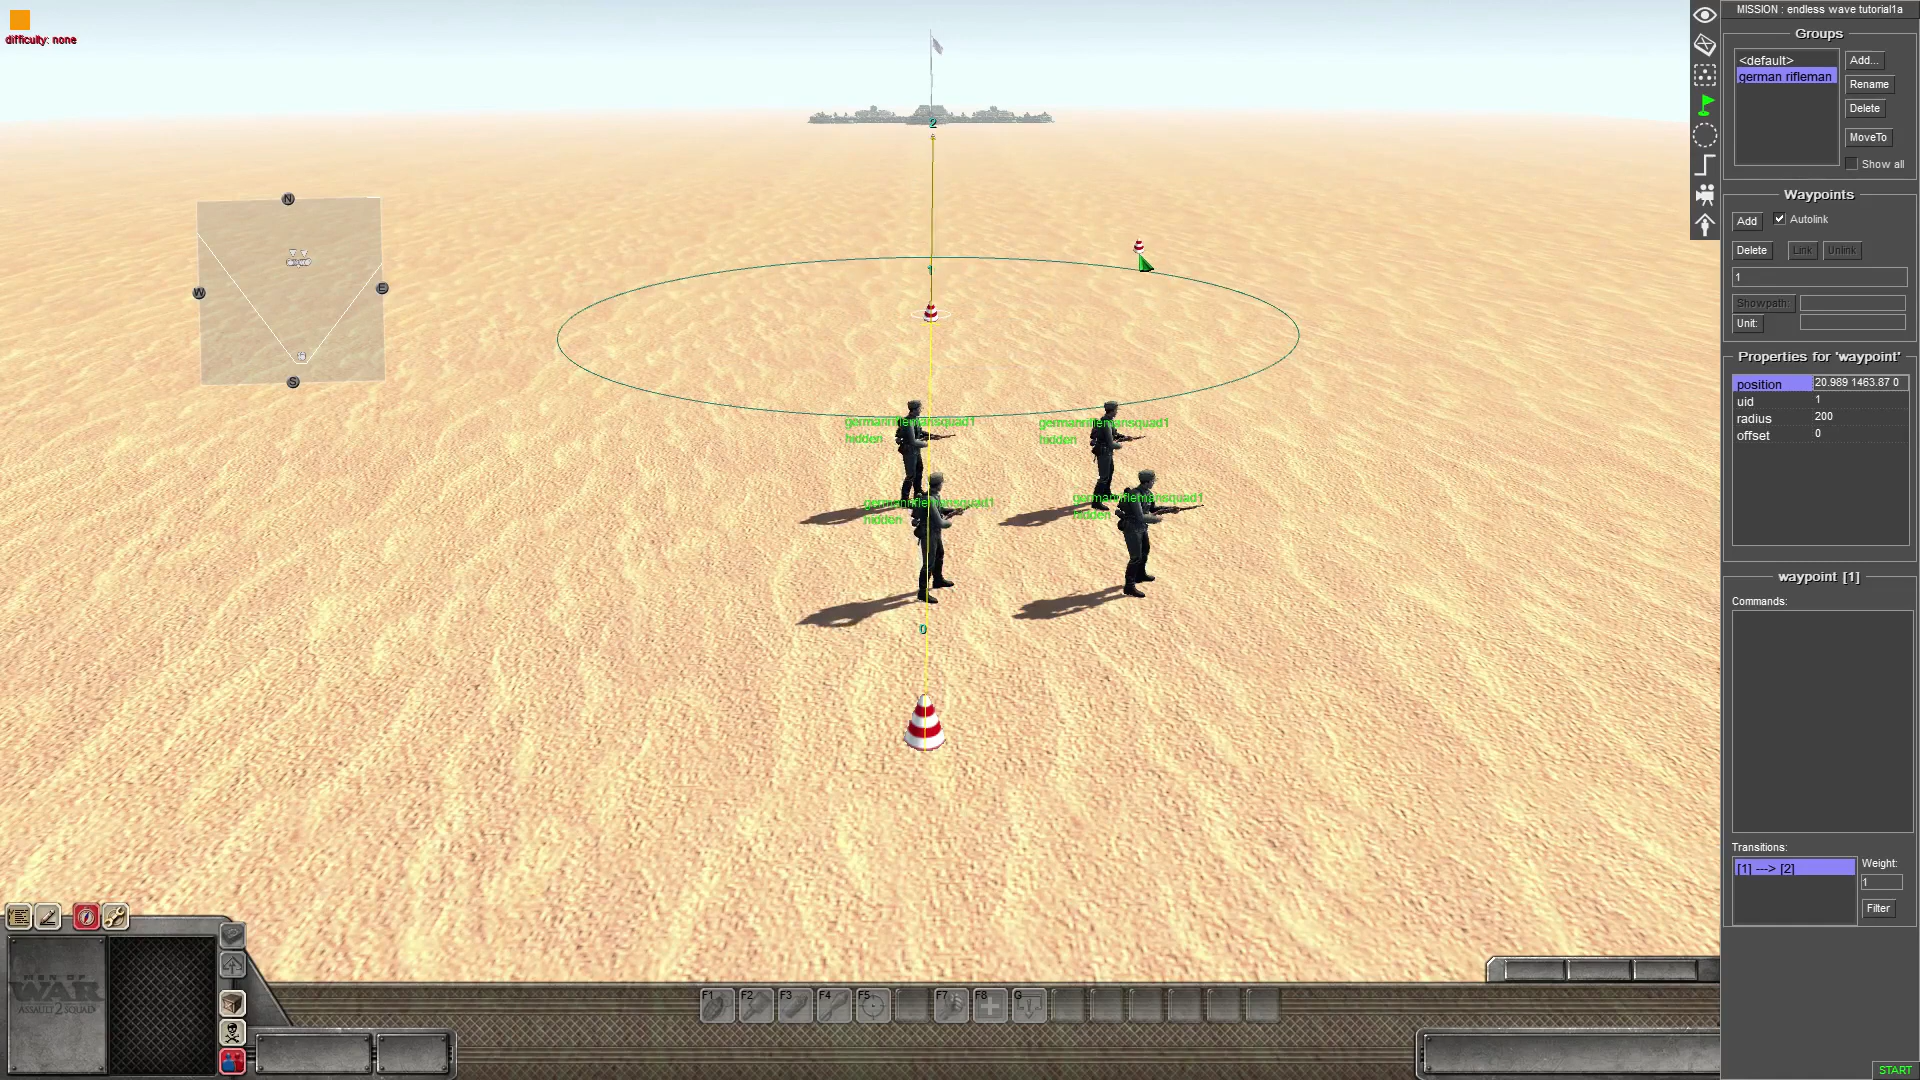 difficulty: none
MISSION : endless wave tutorial1a
Groups
<default>
german rifleman
Add...
Rename
Delete
MoveTo
Show all
Waypoints
Add
Autolink
Delete
Link
Unlink
1
Showpath:
Unit:
Properties for 'waypoint'
position 20.989 1463.87 0
uid 1
radius 200
offset 0
waypoint [1]
Commands:
Transitions:
[1] ---> [2]
Weight:
1
Filter
START
2
1
N
W
E
S
germanriflemansquad1
hidden
germanriflemansquad1
hidden
germanriflemansquad1
hidden
germanriflemansquad1
hidden
0
MEN OF
WAR
ASSAULT SQUAD 2
F1 F2 F3 F4 F5 F7 F8 G